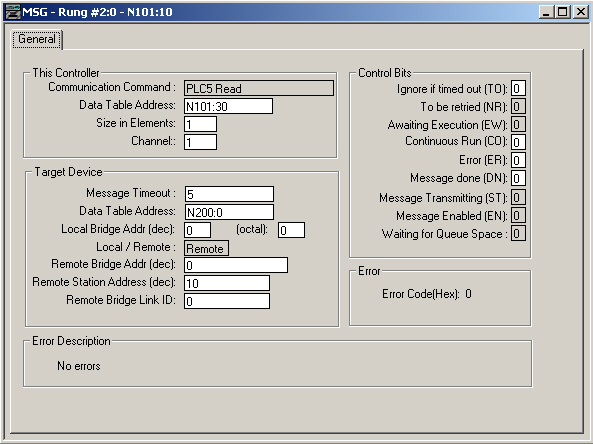 MSG - Rung #2:0 - N101:10
General
This Controller
Communication Command : PLC5 Read
Data Table Address: N101:30
Size in Elements: 1
Channel:: 1
Target Device
Message Timeout : 5
Data Table Address: N200:0
Local Bridge Addr (dec): 0 (octal): 0
Local / Remote : Remote
Remote Bridge Addr (dec): 0
Remote Station Address (dec): 10
Remote Bridge Link ID: 0
Control Bits
Ignore if timed out (TO): 0
To be retried (NR): 0
Awaiting Execution (EW): 0
Continuous Run (CO): 0
Error (ER): 0
Message done (DN): 0
Message Transmitting (ST): 0
Message Enabled (EN): 0
Waiting for Queue Space : 0
Error
Error Code(Hex): 0
Error Description
No errors